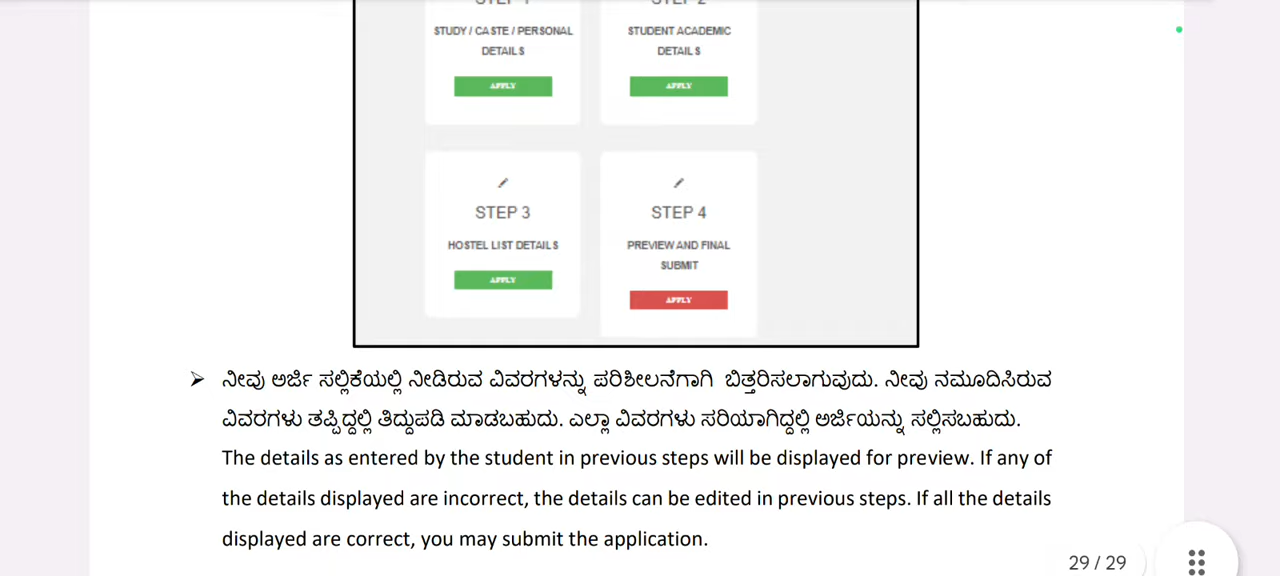 STEP 1
STEP 2
STUDY / CASTE / PERSONAL
DETAILS
STUDENT ACADEMIC
DETAILS
APPLY
APPLY
STEP 3
STEP 4
HOSTEL LIST DETAILS
PREVIEW AND FINAL
SUBMIT
APPLY
APPLY
➢ ನೀವು ಅರ್ಜಿ ಸಲ್ಲಿಕೆಯಲ್ಲಿ ನೀಡಿರುವ ವಿವರಗಳನ್ನು ಪರಿಶೀಲನೆಗಾಗಿ ಬಿತ್ತರಿಸಲಾಗುವುದು. ನೀವು ನಮೂದಿಸಿರುವ
ವಿವರಗಳು ತಪ್ಪಿದ್ದಲ್ಲಿ ತಿದ್ದುಪಡಿ ಮಾಡಬಹುದು. ಎಲ್ಲಾ ವಿವರಗಳು ಸರಿಯಾಗಿದ್ದಲ್ಲಿ ಅರ್ಜಿಯನ್ನು ಸಲ್ಲಿಸಬಹುದು.
The details as entered by the student in previous steps will be displayed for preview. If any of
the details displayed are incorrect, the details can be edited in previous steps. If all the details
displayed are correct, you may submit the application.
29 / 29